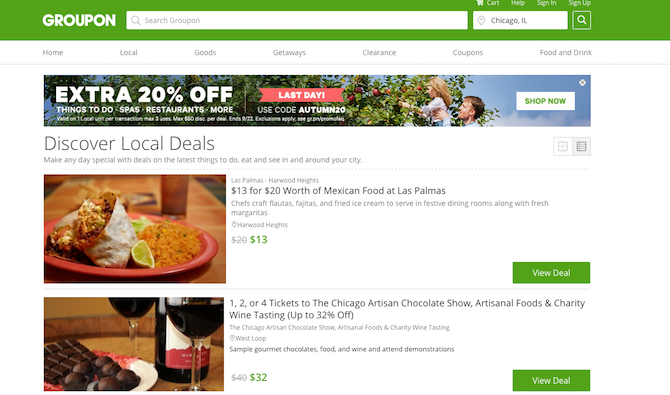 Cart Help Sign In Sign Up
GROUPON Search Groupon Chicago, IL
Home Local Goods Getaways Clearance Coupons Food and Drink
EXTRA 20% OFF LAST DAY!
THINGS TO DO - SPAS - RESTAURANTS - MORE USE CODE AUTUMN20
SHOP NOW
Valid on 1 Local unit per transaction; max 3 uses. Max $50 disc. per deal. Ends 9/22. Exclusions apply: see gr.pn/promofaq.
Discover Local Deals
Make any day special with deals on the latest things to do, eat and see in and around your city.
Las Palmas - Harwood Heights
$13 for $20 Worth of Mexican Food at Las Palmas
Chefs craft flautas, fajitas, and fried ice cream to serve in festive dining rooms along with fresh
margaritas
Harwood Heights
$20 $13
View Deal
1, 2, or 4 Tickets to The Chicago Artisan Chocolate Show, Artisanal Foods & Charity
Wine Tasting (Up to 32% Off)
The Chicago Artisan Chocolate Show, Artisanal Foods & Charity Wine Tasting
West Loop
Sample gourmet chocolates, food, and wine and attend demonstrations
$40 $32
View Deal